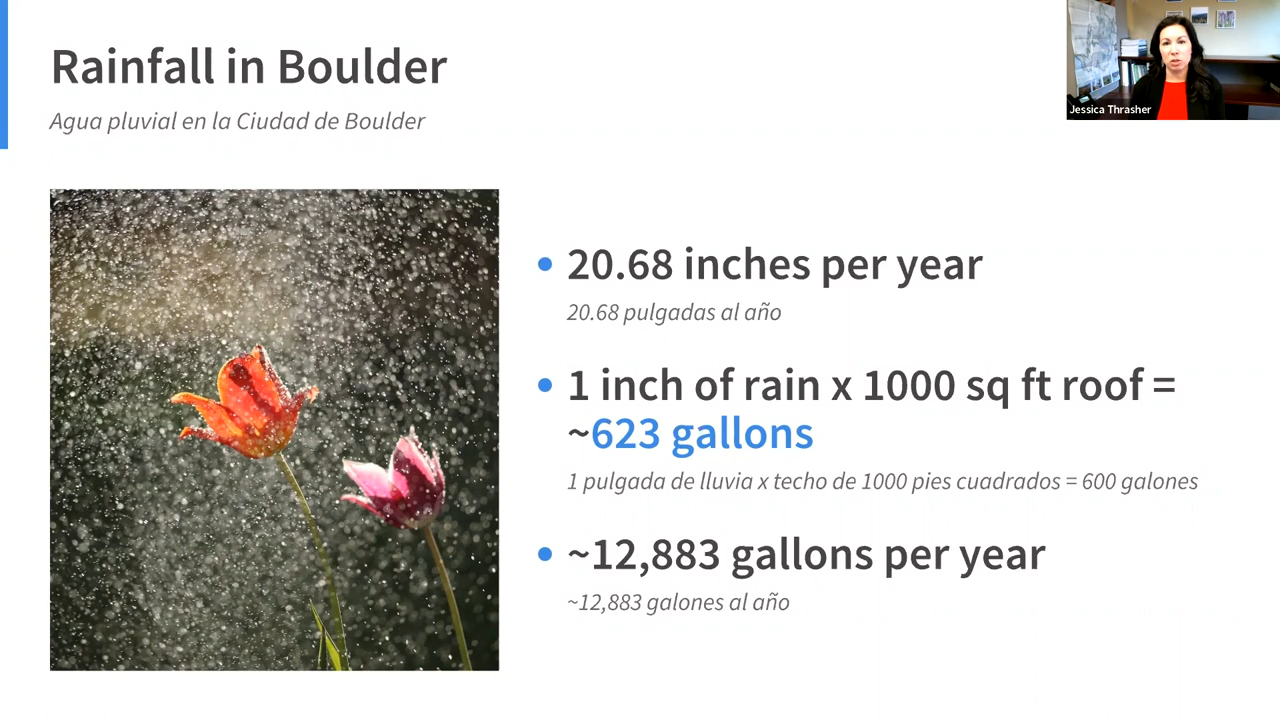 Rainfall in Boulder
Agua pluvial en la Ciudad de Boulder
Jessica Thrasher
• 20.68 inches per year
20.68 pulgadas al año
• 1 inch of rain x 1000 sq ft roof =
~623 gallons
1 pulgada de lluvia x techo de 1000 pies cuadrados = 600 galones
• ~12,883 gallons per year
~12,883 galones al año